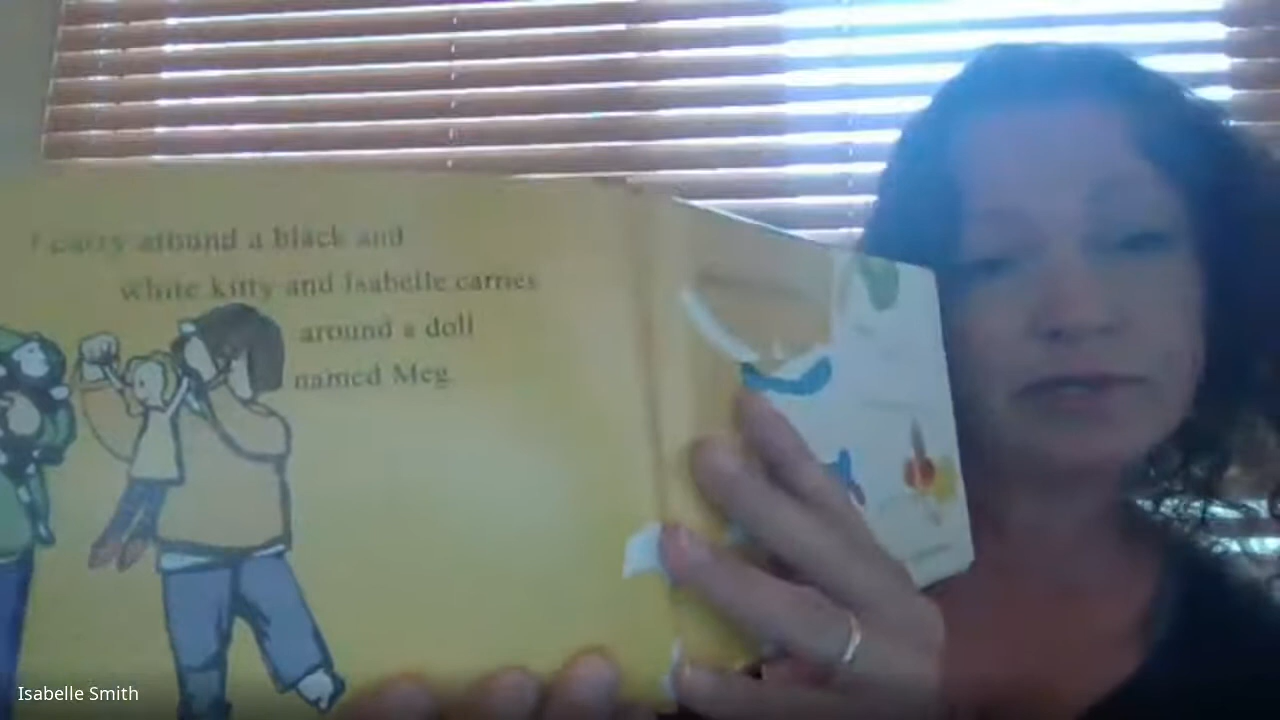 I carry around a black and
white kitty and Isabelle carries
around a doll
named Meg.
Isabelle Smith